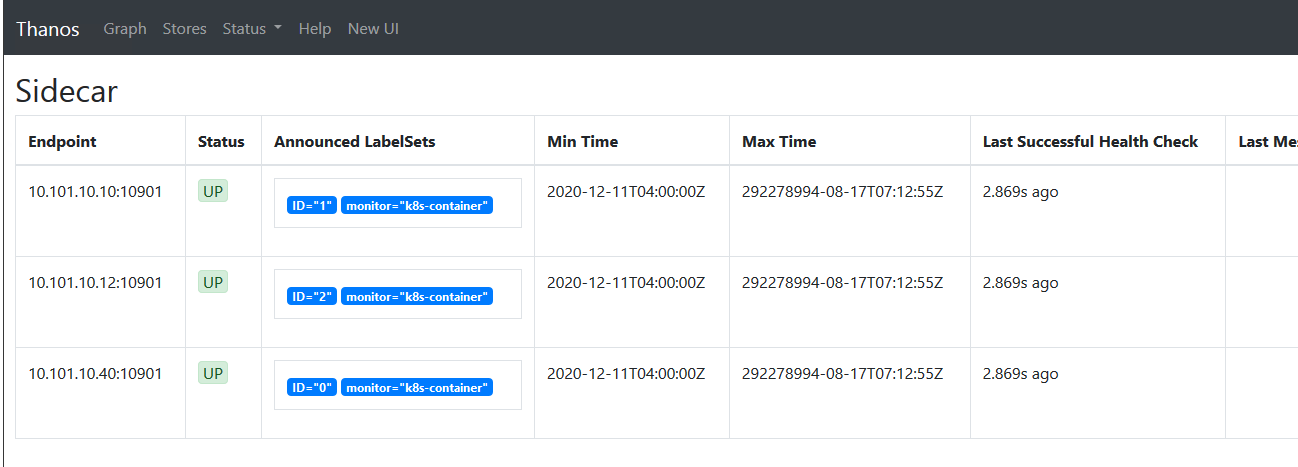 Thanos Graph Stores Status Help New UI
Sidecar
Endpoint Status Announced LabelSets Min Time Max Time Last Successful Health Check Last Me
10.101.10.10:10901 UP ID="1" monitor="k8s-container" 2020-12-11T04:00:00Z 292278994-08-17T07:12:55Z 2.869s ago
10.101.10.12:10901 UP ID="2" monitor="k8s-container" 2020-12-11T04:00:00Z 292278994-08-17T07:12:55Z 2.869s ago
10.101.10.40:10901 UP ID="0" monitor="k8s-container" 2020-12-11T04:00:00Z 292278994-08-17T07:12:55Z 2.869s ago